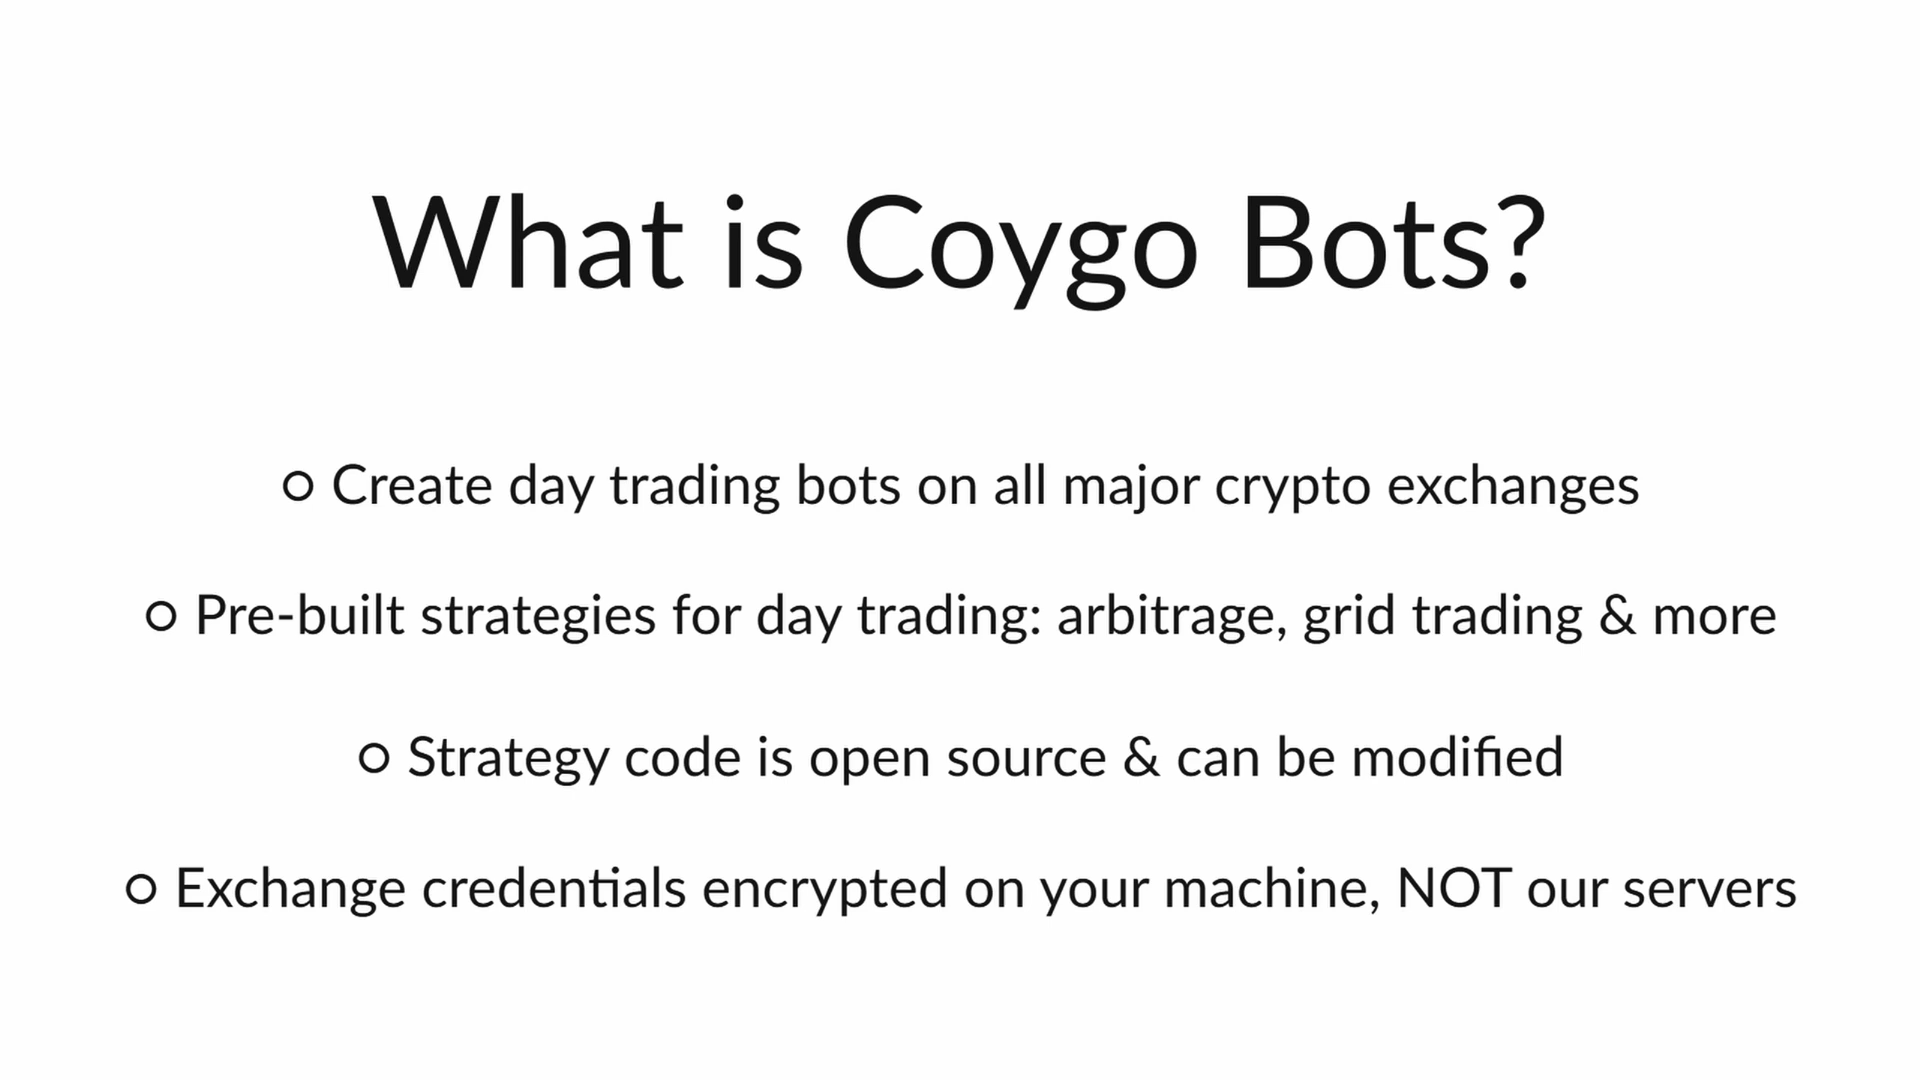 What is Coygo Bots?
○ Create day trading bots on all major crypto exchanges
○ Pre-built strategies for day trading: arbitrage, grid trading & more
○ Strategy code is open source & can be modified
○ Exchange credentials encrypted on your machine, NOT our servers